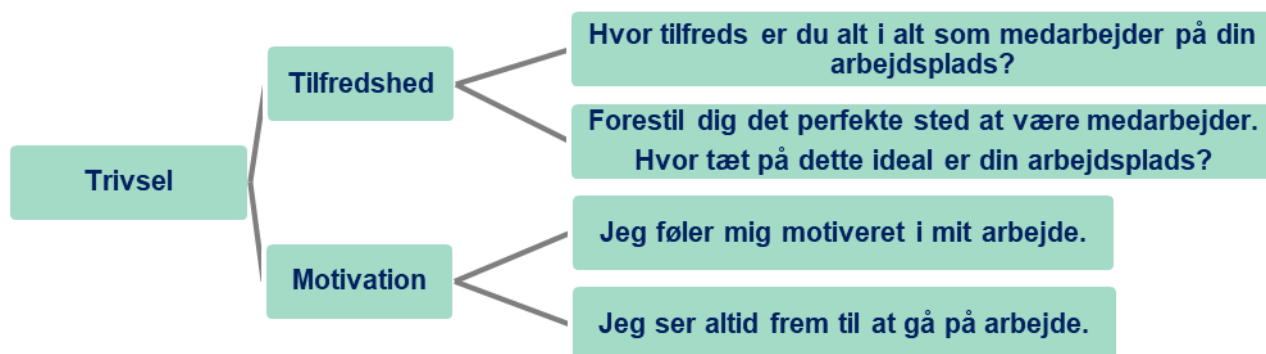 Hvor tilfreds er du alt i alt som medarbejder på din
arbejdsplads?
Tilfredshed
Forestil dig det perfekte sted at være medarbejder.
Hvor tæt på dette ideal er din arbejdsplads?
Trivsel
Jeg føler mig motiveret i mit arbejde.
Motivation
Jeg ser altid frem til at gå på arbejde.